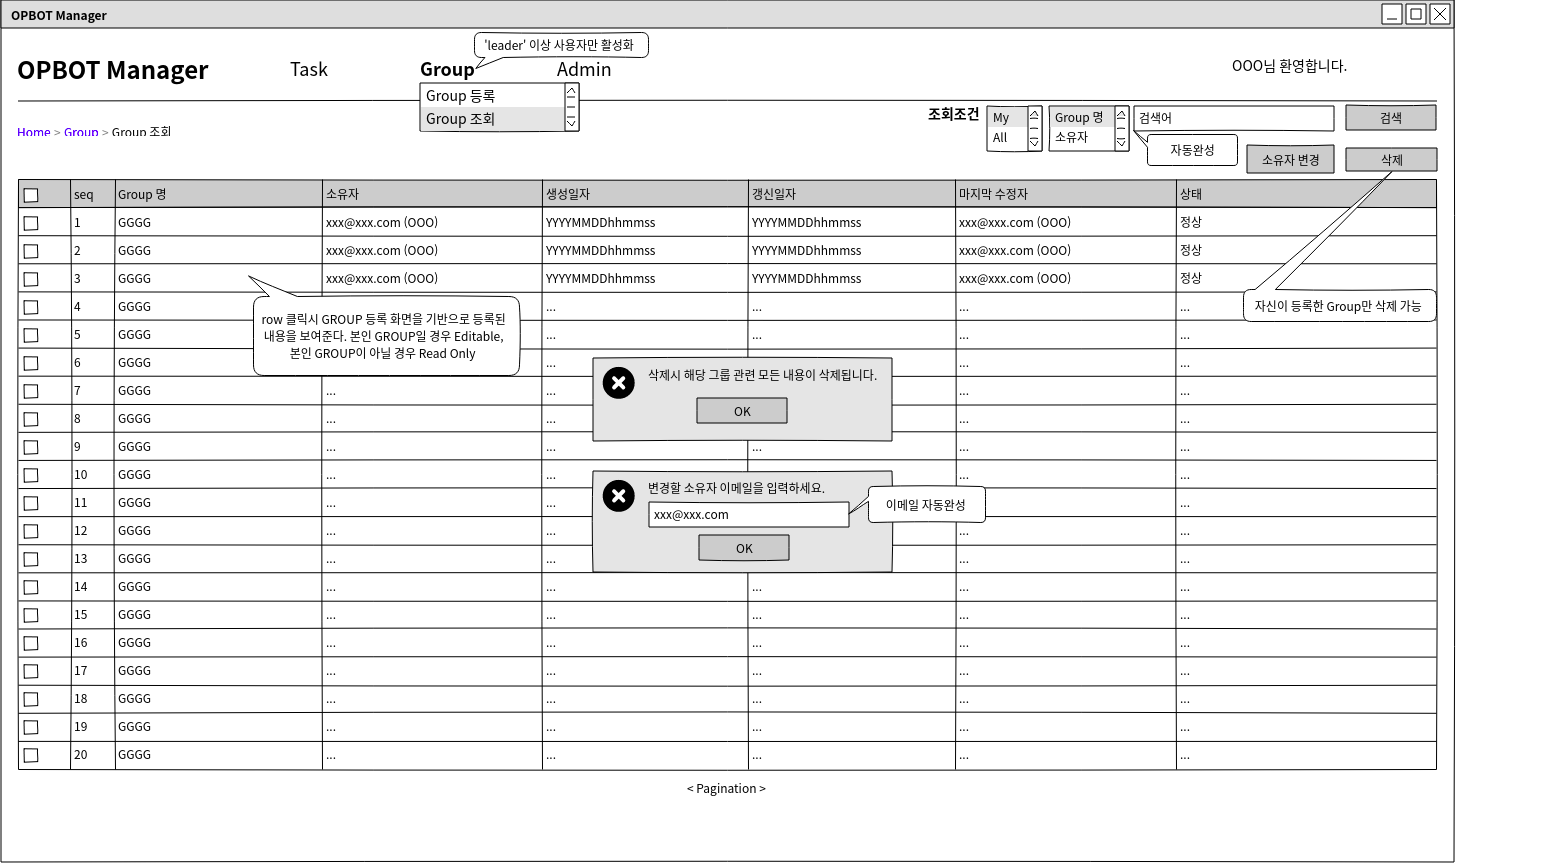 OPBOT Manager
'leader' 이상 사용자만 활성화
OPBOT Manager
Task
Group
Admin
OOO님 환영합니다.
Group 등록
Group 조회
Home > Group > Group 조회
조회조건
My
All
Group 명
소유자
검색어
검색
자동완성
소유자 변경
삭제
seq Group 명 소유자 생성일자 갱신일자 마지막 수정자 상태
1 GGGG xxx@xxx.com (OOO) YYYYMMDDhhmmss YYYYMMDDhhmmss xxx@xxx.com (OOO) 정상
2 GGGG xxx@xxx.com (OOO) YYYYMMDDhhmmss YYYYMMDDhhmmss xxx@xxx.com (OOO) 정상
3 GGGG xxx@xxx.com (OOO) YYYYMMDDhhmmss YYYYMMDDhhmmss xxx@xxx.com (OOO) 정상
4 GGGG ... ... ... ...
자신이 등록한 Group만 삭제 가능
row 클릭시 GROUP 등록 화면을 기반으로 등록된
내용을 보여준다. 본인 GROUP일 경우 Editable,
본인 GROUP이 아닐 경우 Read Only
5 GGGG ... ... ... ...
6 GGGG ... ... ...
7 GGGG ... ... ... ...
삭제시 해당 그룹 관련 모든 내용이 삭제됩니다.
OK
8 GGGG ... ... ... ...
9 GGGG ... ... ... ... ...
10 GGGG ... ... ... ... ...
11 GGGG ... ... ...
변경할 소유자 이메일을 입력하세요.
xxx@xxx.com
이메일 자동완성
OK
12 GGGG ... ... ... ...
13 GGGG ... ... ... ...
14 GGGG ... ... ... ... ...
15 GGGG ... ... ... ... ...
16 GGGG ... ... ... ... ...
17 GGGG ... ... ... ... ...
18 GGGG ... ... ... ... ...
19 GGGG ... ... ... ... ...
20 GGGG ... ... ... ... ...
< Pagination >